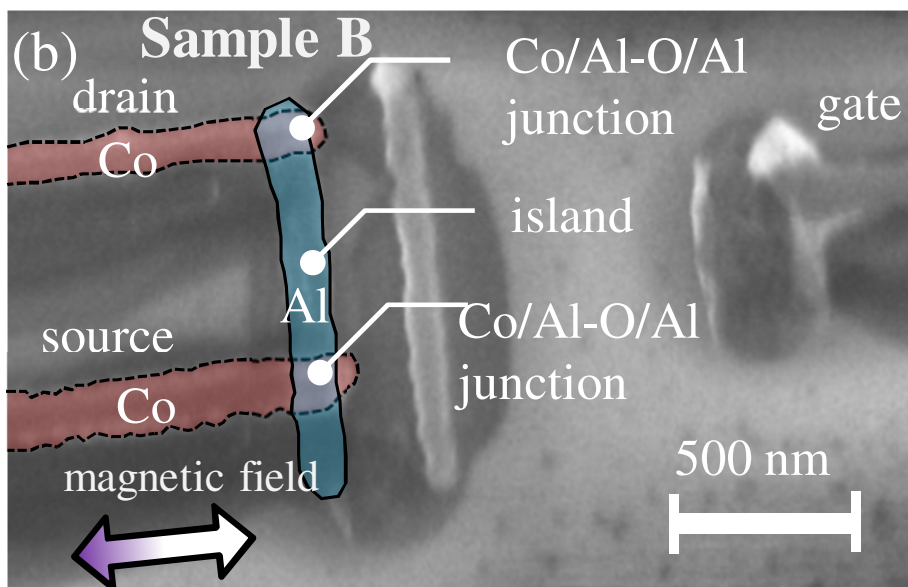 (b)
Sample B
drain
Co
Co/Al-O/Al
junction
gate
island
Al
source
Co
Co/Al-O/Al
junction
magnetic field
500 nm